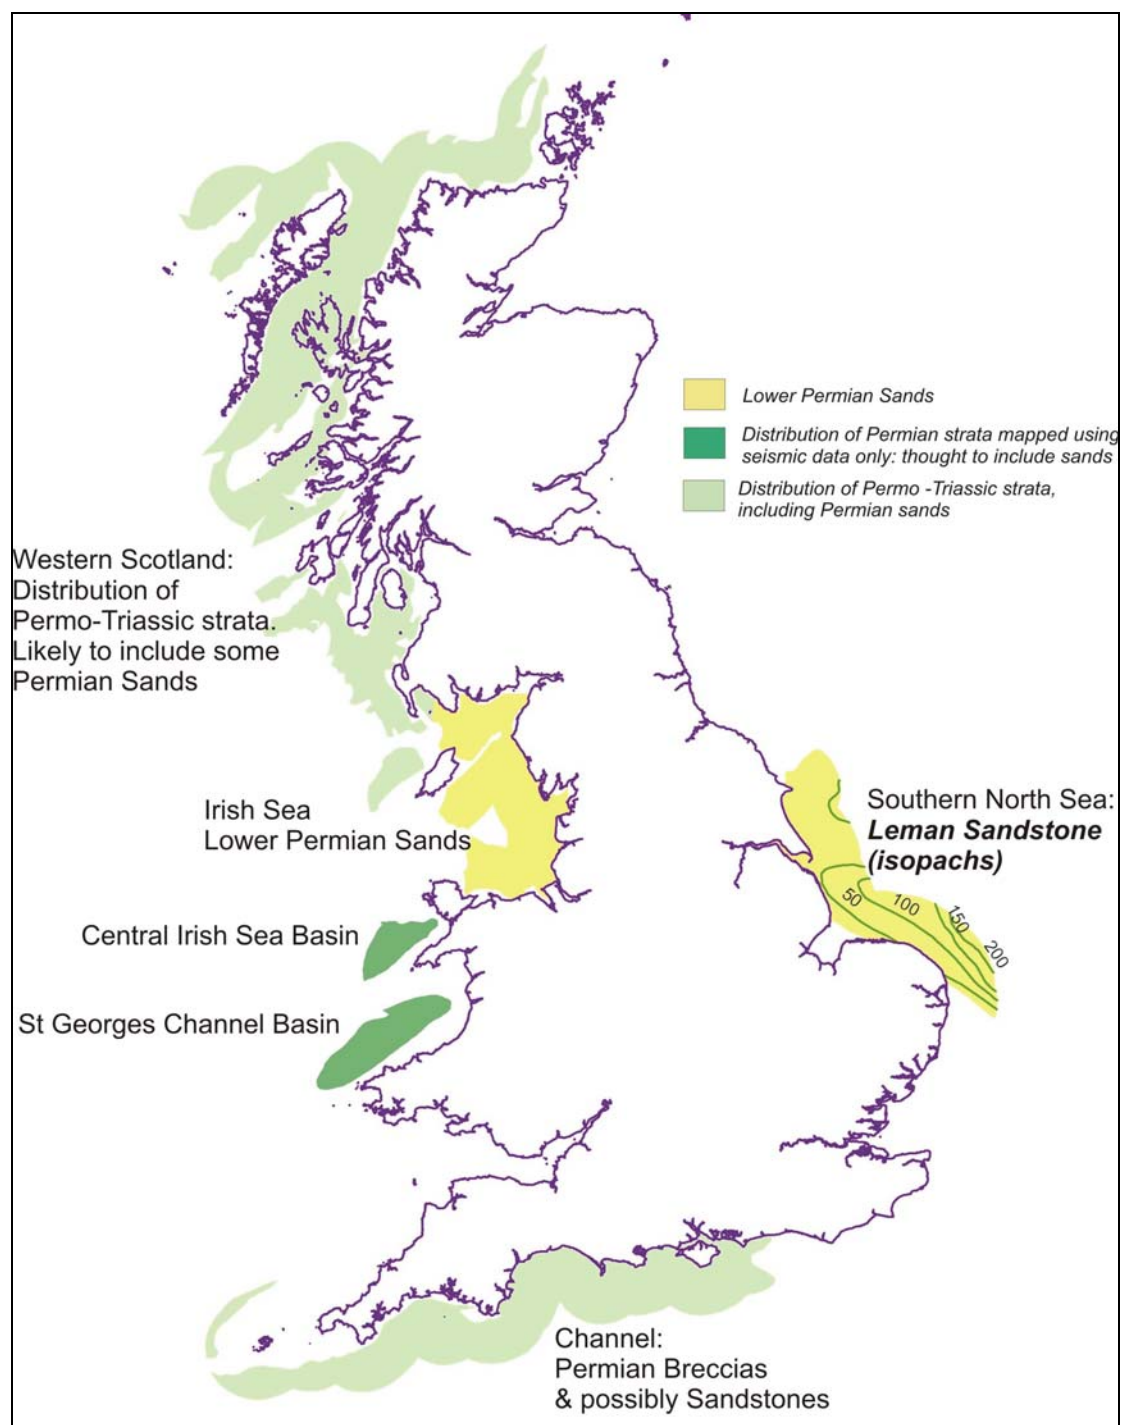 Lower Permian Sands
Distribution of Permian strata mapped using
seismic data only: thought to include sands
Distribution of Permo -Triassic strata,
including Permian sands
Western Scotland:
Distribution of
Permo-Triassic strata.
Likely to include some
Permian Sands
Irish Sea
Lower Permian Sands
Southern North Sea:
Leman Sandstone
(isopachs)
50
100
150
200
Central Irish Sea Basin
St Georges Channel Basin
Channel:
Permian Breccias
& possibly Sandstones